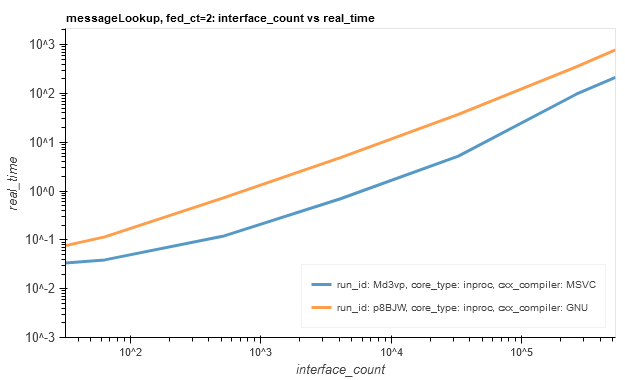 messageLookup, fed_ct=2: interface_count vs real_time
10^3
10^2
10^1
10^0
10^-1
10^-2
10^-3
real_time
run_id: Md3vp, core_type: inproc, cxx_compiler: MSVC
run_id: p8BJW, core_type: inproc, cxx_compiler: GNU
10^2
10^3
10^4
10^5
interface_count